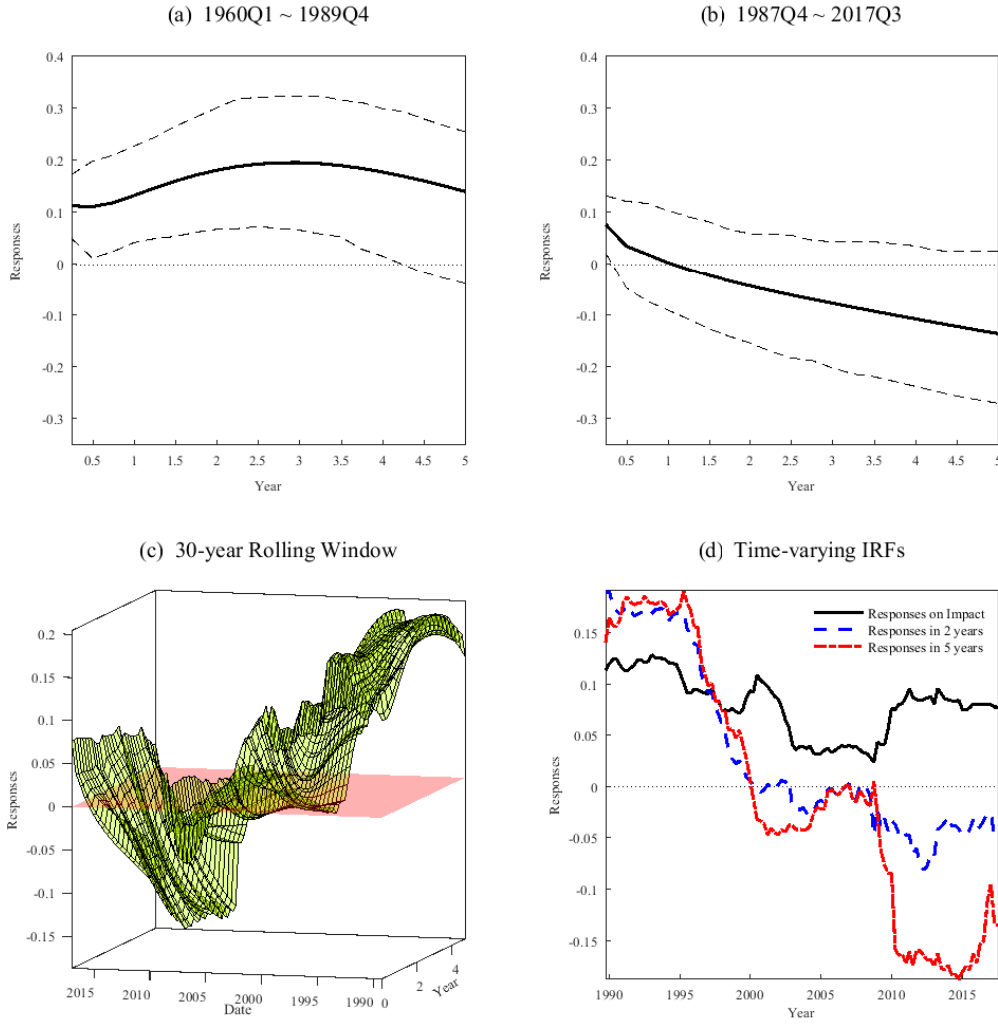 (a) 1960Q1 ~ 1989Q4
0.4
0.3
0.2
0.1
0
-0.1
-0.2
-0.3
Responses
0.5 1 1.5 2 2.5 3 3.5 4 4.5 5
Year
(b) 1987Q4 ~ 2017Q3
0.4
0.3
0.2
0.1
0
-0.1
-0.2
-0.3
Responses
0.5 1 1.5 2 2.5 3 3.5 4 4.5 5
Year
(c) 30-year Rolling Window
0.2
0.15
0.1
0.05
0
-0.05
-0.1
-0.15
Responses
2015 2010 2005 2000 1995 1990
Date
0 2 4
Year
(d) Time-varying IRFs
Responses on Impact
Responses in 2 years
Responses in 5 years
0.15
0.1
0.05
0
-0.05
-0.1
-0.15
Responses
1990 1995 2000 2005 2010 2015
Year